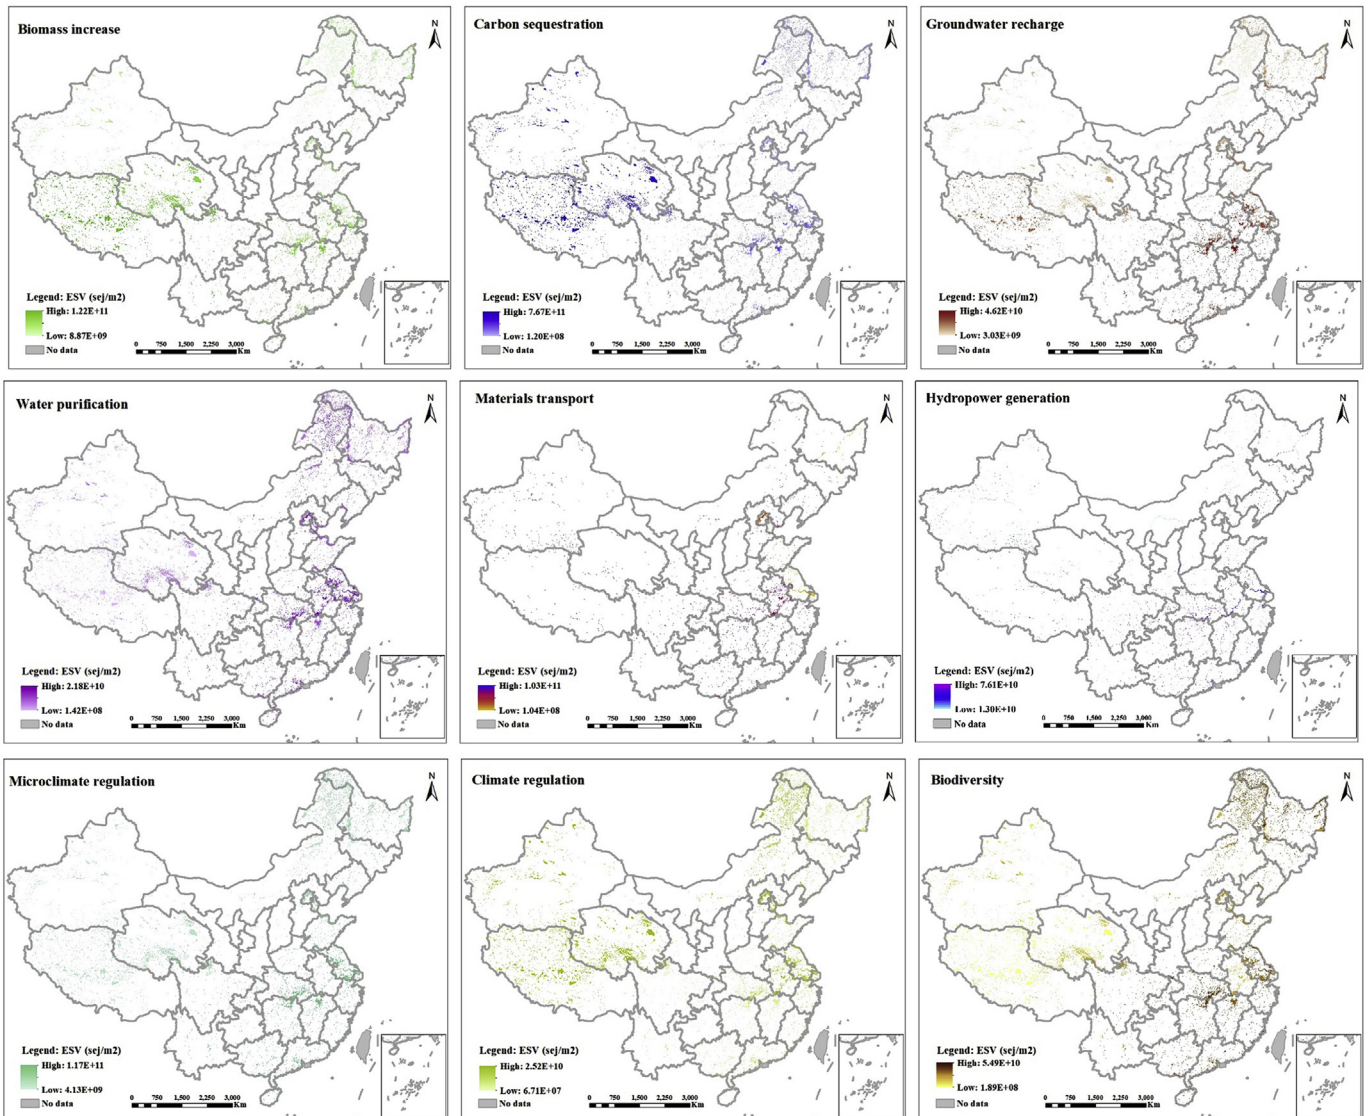 Biomass increase
N
Legend: ESV (sej/m2)
High: 1.22E+11
Low: 8.87E+09
No data
0 750 1,500 2,250 3,000
Km
Carbon sequestration
N
Legend: ESV (sej/m2)
High: 7.67E+11
Low: 1.20E+08
No data
0 750 1,500 2,250 3,000
Km
Groundwater recharge
N
Legend: ESV (sej/m2)
High: 4.62E+10
Low: 3.03E+09
No data
0 750 1,500 2,250 3,000
Km
Water purification
N
Legend: ESV (sej/m2)
High: 2.18E+10
Low: 1.42E+08
No data
0 750 1,500 2,250 3,000
Km
Materials transport
N
Legend: ESV (sej/m2)
High: 1.03E+11
Low: 1.04E+08
No data
0 750 1,500 2,250 3,000
Km
Hydropower generation
N
Legend: ESV (sej/m2)
High: 7.61E+10
Low: 1.30E+10
No data
0 750 1,500 2,250 3,000
Km
Microclimate regulation
N
Legend: ESV (sej/m2)
High: 1.17E+11
Low: 4.13E+09
No data
0 750 1,500 2,250 3,000
Km
Climate regulation
N
Legend: ESV (sej/m2)
High: 2.52E+10
Low: 6.71E+07
No data
0 750 1,500 2,250 3,000
Km
Biodiversity
N
Legend: ESV (sej/m2)
High: 5.49E+10
Low: 1.89E+08
No data
0 750 1,500 2,250 3,000
Km